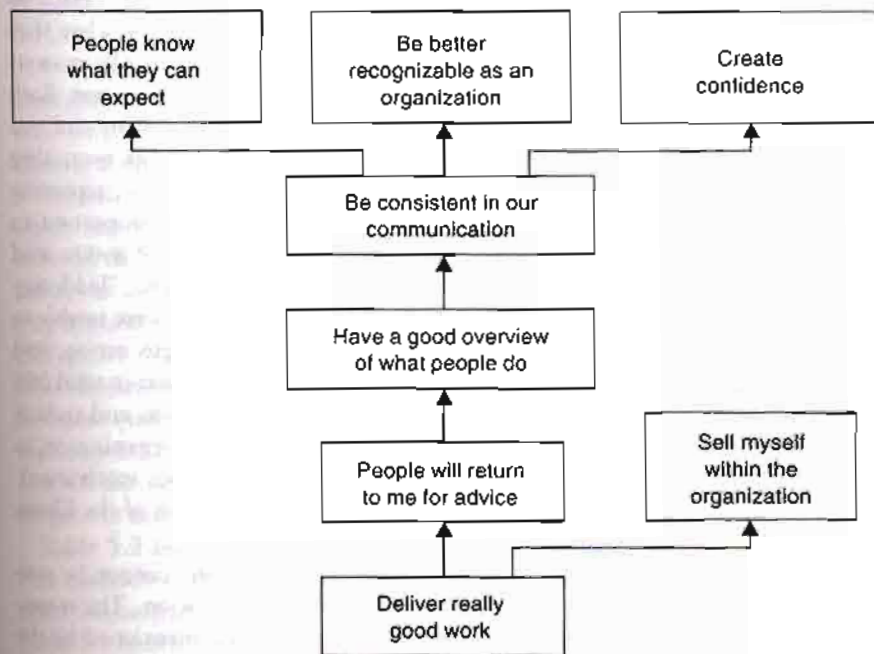 People know
what they can
expect
Be better
recognizable as an
organization
Create
confidence
Be consistent in our
communication
Have a good overview
of what people do
People will return
to me for advice
Sell myself
within the
organization
Deliver really
good work